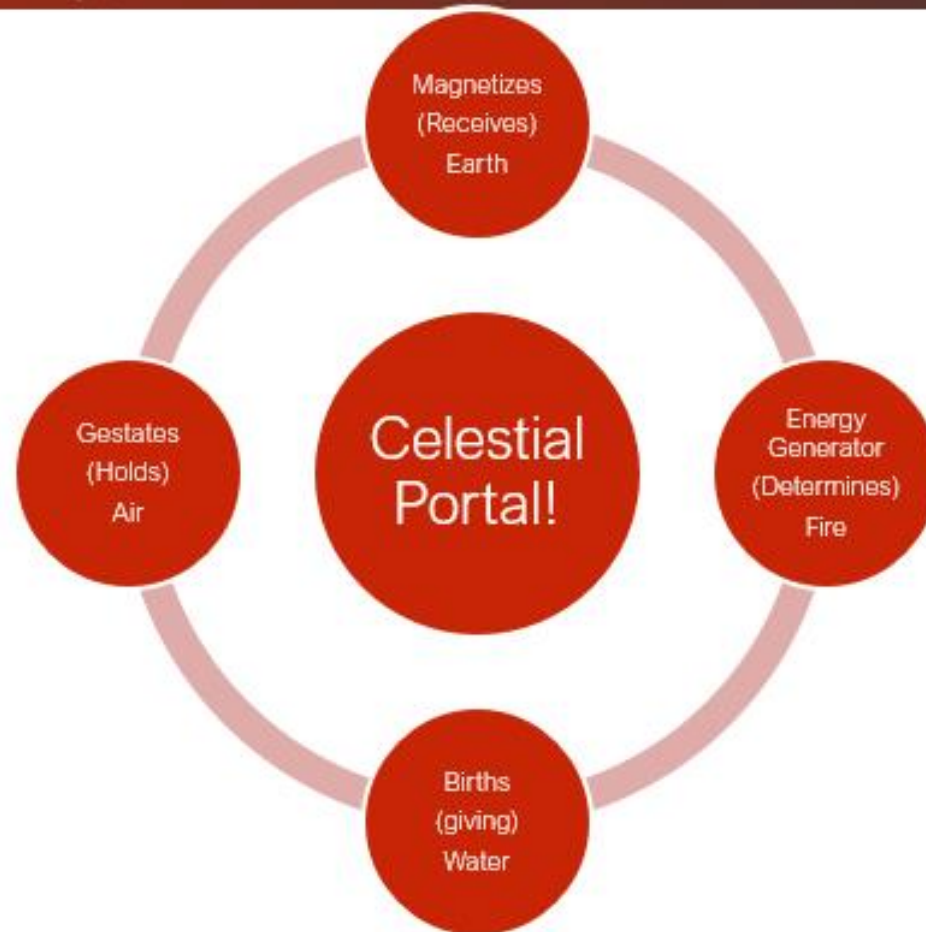 Magnetizes
(Receives)
Earth
Gestates
(Holds)
Air
Celestial
Portal!
Energy
Generator
(Determines)
Fire
Births
(giving)
Water